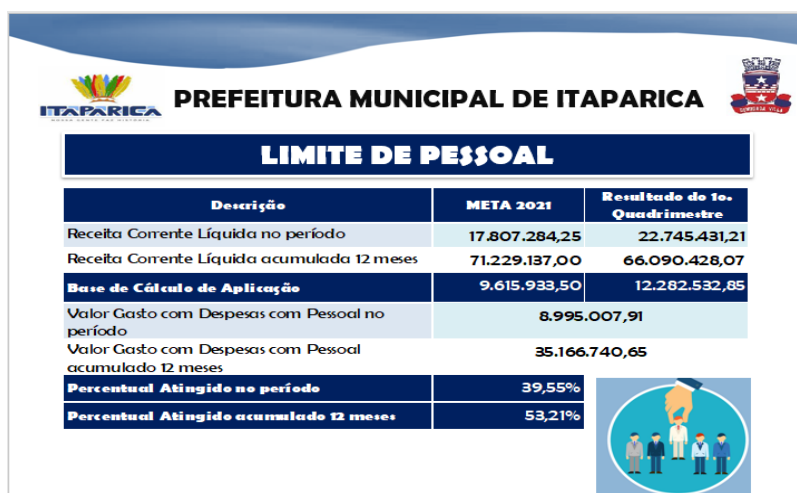 ITAPARICA
PREFEITURA MUNICIPAL DE ITAPARICA
LIMITE DE PESSOAL
Descrição META 2021 Resultado do 1o. Quadrimestre
Receita Corrente Líquida no período 17.807.284,25 22.745.431,21
Receita Corrente Líquida acumulada 12 meses 71.229.137,00 66.090.428,07
Base de Cálculo de Aplicação 9.615.933,50 12.282.532,85
Valor Gasto com Despesas com Pessoal no período 8.995.007,91
Valor Gasto com Despesas com Pessoal acumulado 12 meses 35.166.740,65
Percentual Atingido no período 39,55%
Percentual Atingido acumulado 12 meses 53,21%